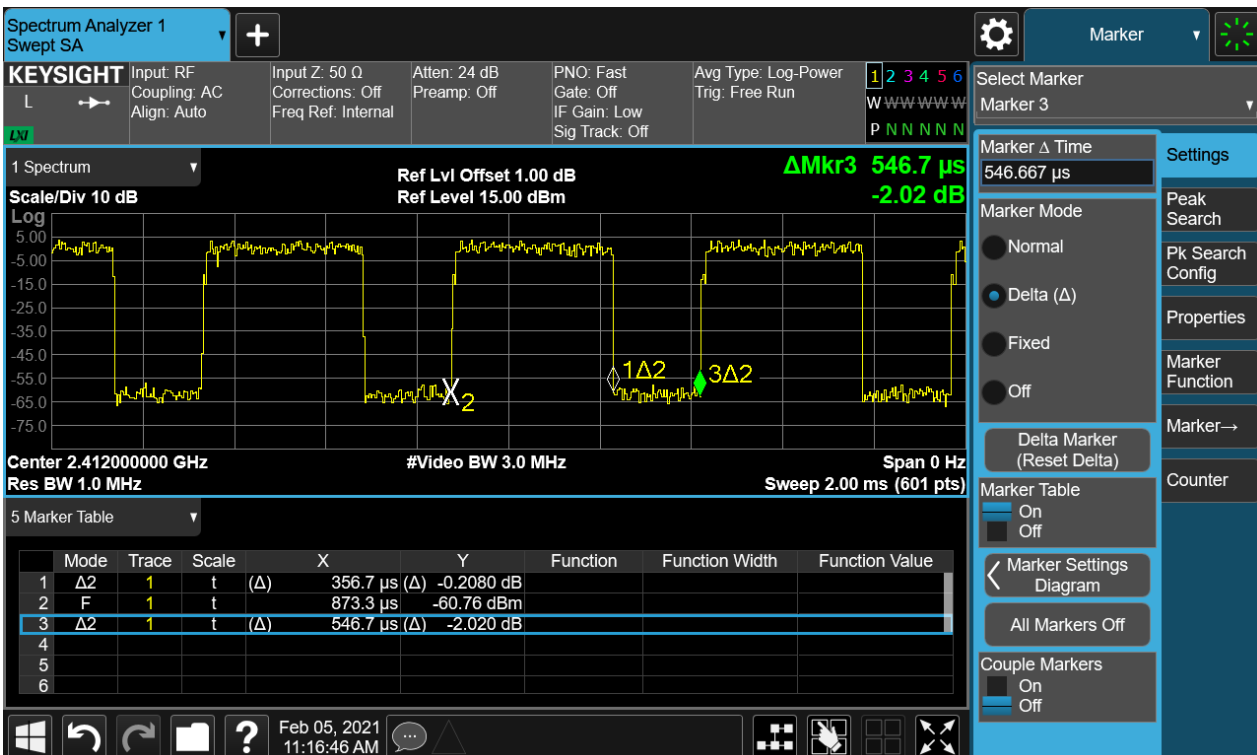 Spectrum Analyzer 1
Swept SA
+
Marker
KEYSIGHT
L
LXI
Input: RF
Coupling: AC
Align: Auto
Input Z: 50 Ω
Corrections: Off
Freq Ref: Internal
Atten: 24 dB
Preamp: Off
PNO: Fast
Gate: Off
IF Gain: Low
Sig Track: Off
Avg Type: Log-Power
Trig: Free Run
1 2 3 4 5 6
W W W W W W
P N N N N N
Select Marker
Marker 3
1 Spectrum
Scale/Div 10 dB
Ref Lvl Offset 1.00 dB
Ref Level 15.00 dBm
ΔMkr3 546.7 µs
-2.02 dB
Log
5.00
-5.00
-15.0
-25.0
-35.0
-45.0
-55.0
-65.0
-75.0
X2
1Δ2
3Δ2
Center 2.412000000 GHz
Res BW 1.0 MHz
#Video BW 3.0 MHz
Span 0 Hz
Sweep 2.00 ms (601 pts)
5 Marker Table
Mode Trace Scale X Y Function Function Width Function Value
1 Δ2 1 t (Δ) 356.7 µs (Δ) -0.2080 dB
2 F 1 t 873.3 µs -60.76 dBm
3 Δ2 1 t (Δ) 546.7 µs (Δ) -2.020 dB
4
5
6
Marker Δ Time
546.667 µs
Marker Mode
Normal
Delta (Δ)
Fixed
Off
Delta Marker
(Reset Delta)
Marker Table
On
Off
Marker Settings
Diagram
All Markers Off
Couple Markers
On
Off
Settings
Peak
Search
Pk Search
Config
Properties
Marker
Function
Marker→
Counter
?
Feb 05, 2021
11:16:46 AM